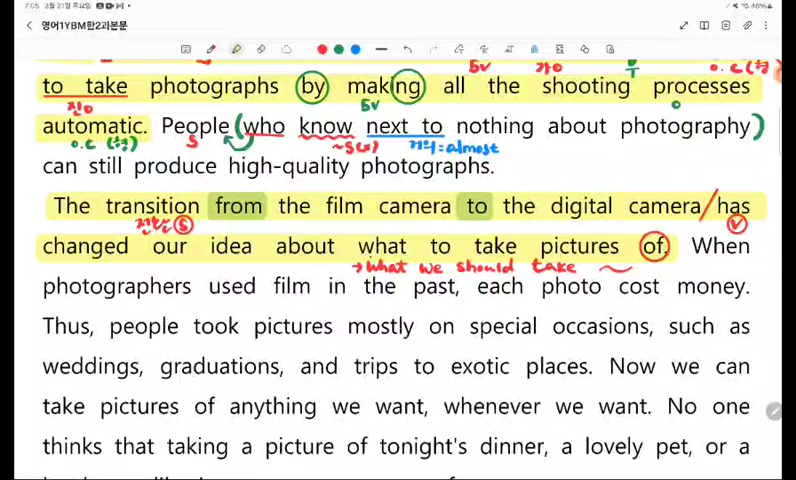 7:05 3월 21일 목요일
46%
영어1YBM한2과본문
5V 가O O.C(형)
to take photographs by making all the shooting processes
진O 5V O
automatic. People (who know next to nothing about photography)
O.C(형) S ~S(X) 거의=almost
can still produce high-quality photographs.
The transition from the film camera to the digital camera/has
전환 S V
changed our idea about what to take pictures of. When
→what we should take
photographers used film in the past, each photo cost money.
Thus, people took pictures mostly on special occasions, such as
weddings, graduations, and trips to exotic places. Now we can
take pictures of anything we want, whenever we want. No one
thinks that taking a picture of tonight's dinner, a lovely pet, or a